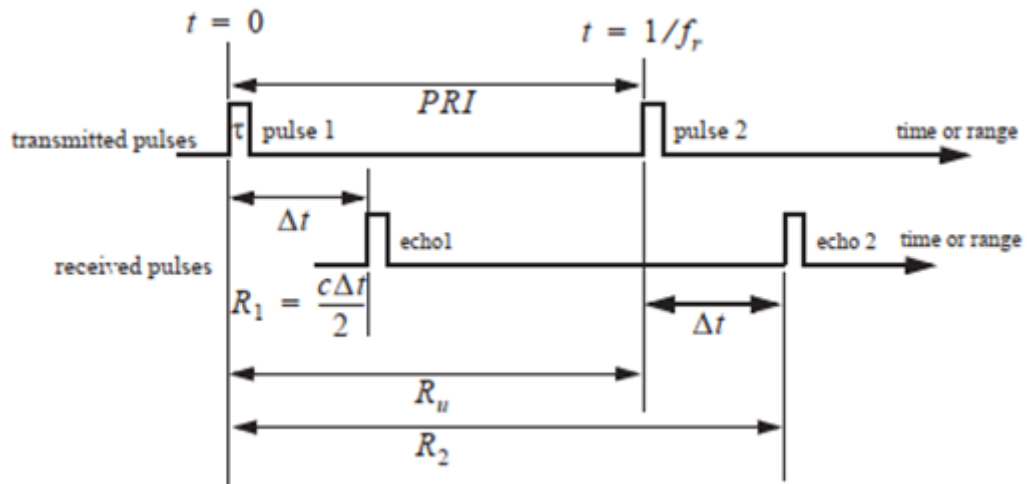 t = 0
t = 1/f_r
PRI
transmitted pulses
τ
pulse 1
pulse 2
time or range
Δt
echo1
echo 2
time or range
received pulses
R_1 = cΔt/2
Δt
R_u
R_2